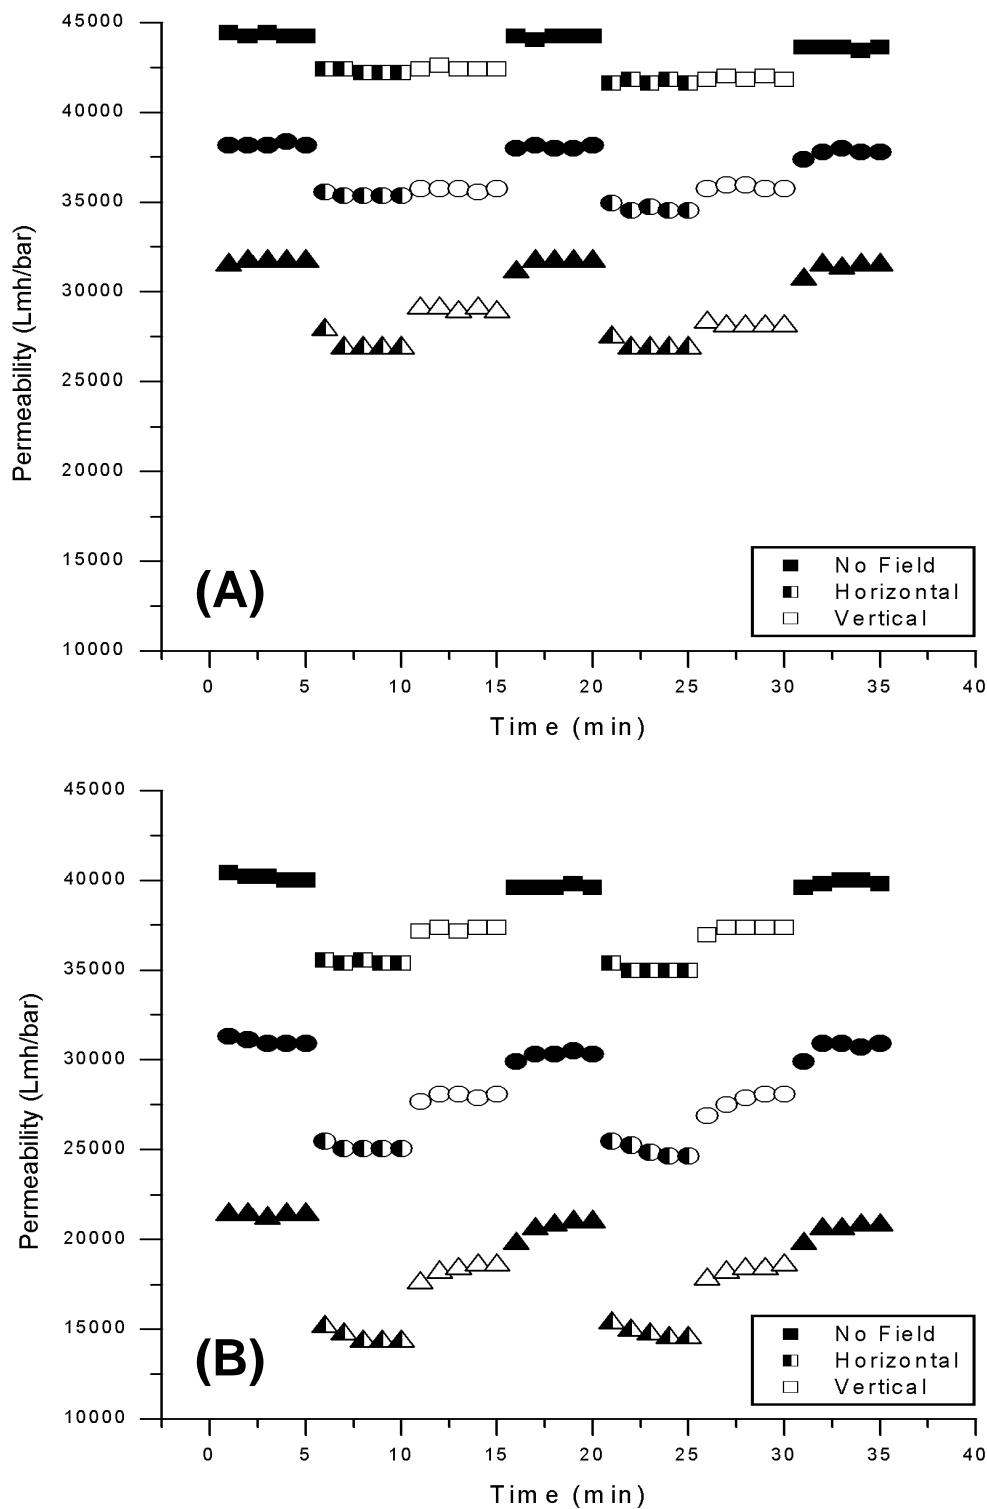 45000
40000
35000
30000
25000
20000
15000
10000
Permeability (Lmh/bar)
(A)
No Field
Horizontal
Vertical
0 5 10 15 20 25 30 35 40
Time (min)
45000
40000
35000
30000
25000
20000
15000
10000
Permeability (Lmh/bar)
(B)
No Field
Horizontal
Vertical
0 5 10 15 20 25 30 35 40
Time (min)